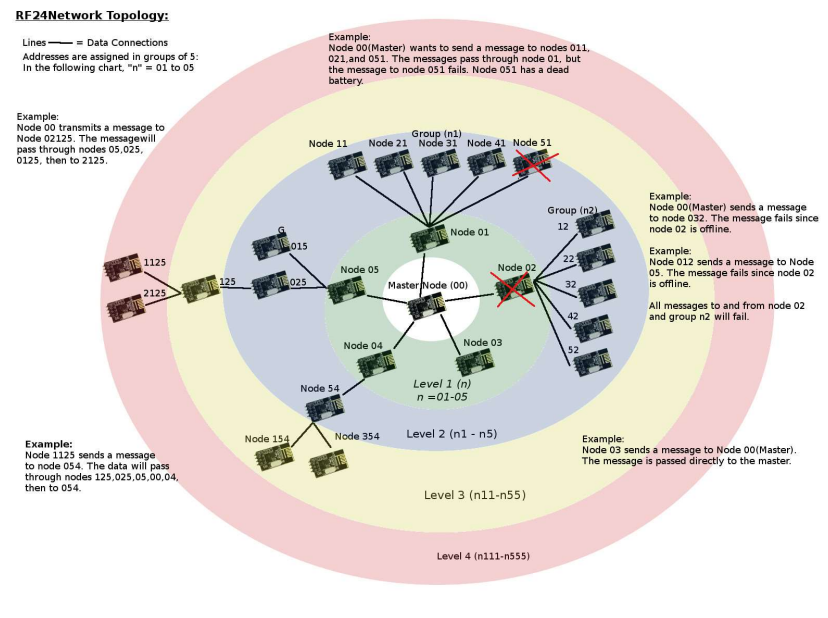 RF24Network Topology:
Lines = Data Connections
Addresses are assigned in groups of 5:
In the following chart, "n" = 01 to 05
Example:
Node 00(Master) wants to send a message to nodes 011,
021,and 051. The messages pass through node 01, but
the message to node 051 fails. Node 051 has a dead
battery.
Example:
Node 00 transmits a message to
Node 02125. The messagewill
pass through nodes 05,025,
0125, then to 2125.
Group (n1)
Node 11
Node 21
Node 31
Node 41
Node 51
Example:
Node 00(Master) sends a message
to node 032. The message fails since
node 02 is offline.
Example:
Node 012 sends a message to Node
05. The message fails since node 02
is offline.
All messages to and from node 02
and group n2 will fail.
Group (n2)
12
22
32
42
52
G
015
025
125
1125
2125
Node 01
Node 02
Node 05
Master Node (00)
Node 04
Node 03
Level 1 (n)
n =01-05
Node 54
Node 154
Node 354
Level 2 (n1 - n5)
Level 3 (n11-n55)
Level 4 (n111-n555)
Example:
Node 1125 sends a message
to node 054. The data will pass
through nodes 125,025,05,00,04,
then to 054.
Example:
Node 03 sends a message to Node 00(Master).
The message is passed directly to the master.